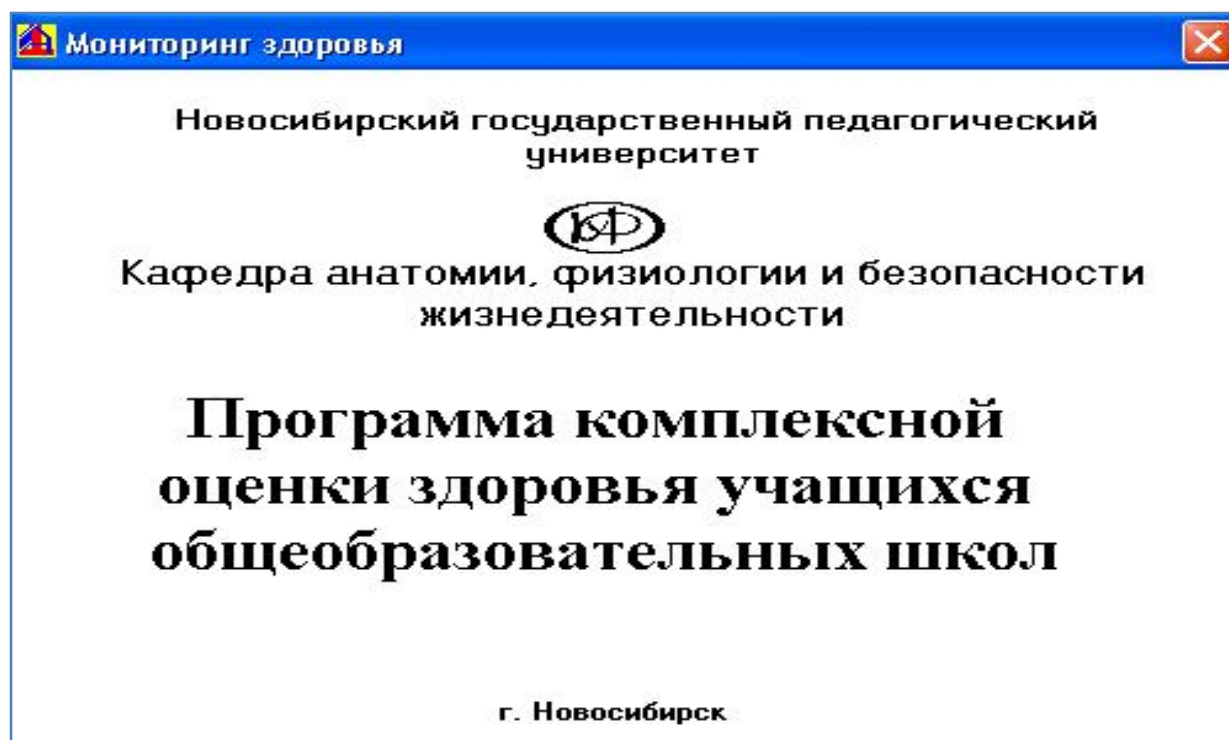 Мониторинг здоровья
Новосибирский государственный педагогический
университет
Кафедра анатомии, физиологии и безопасности
жизнедеятельности
Программа комплексной
оценки здоровья учащихся
общеобразовательных школ
г. Новосибирск